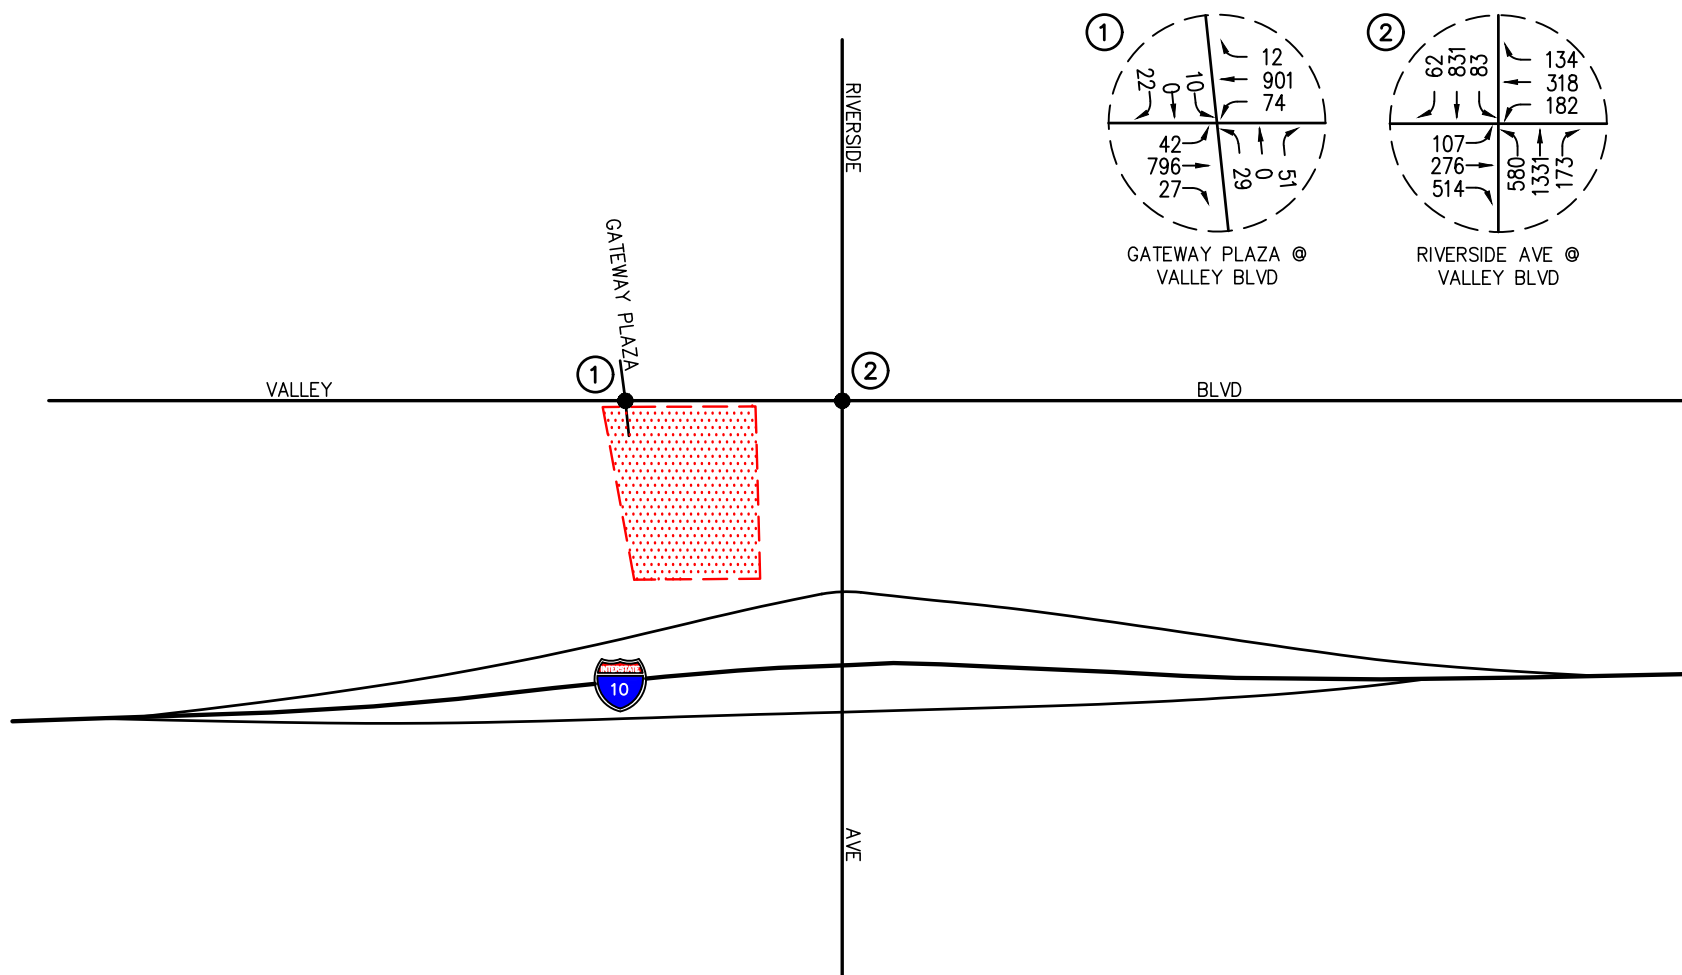 1
12
901
74
22
0
10
42
796
27
29
0
51
GATEWAY PLAZA @
VALLEY BLVD
2
134
318
182
62
831
83
107
276
514
580
1331
173
RIVERSIDE AVE @
VALLEY BLVD
RIVERSIDE
GATEWAY PLAZA
1
2
VALLEY
BLVD
INTERSTATE
10
AVE